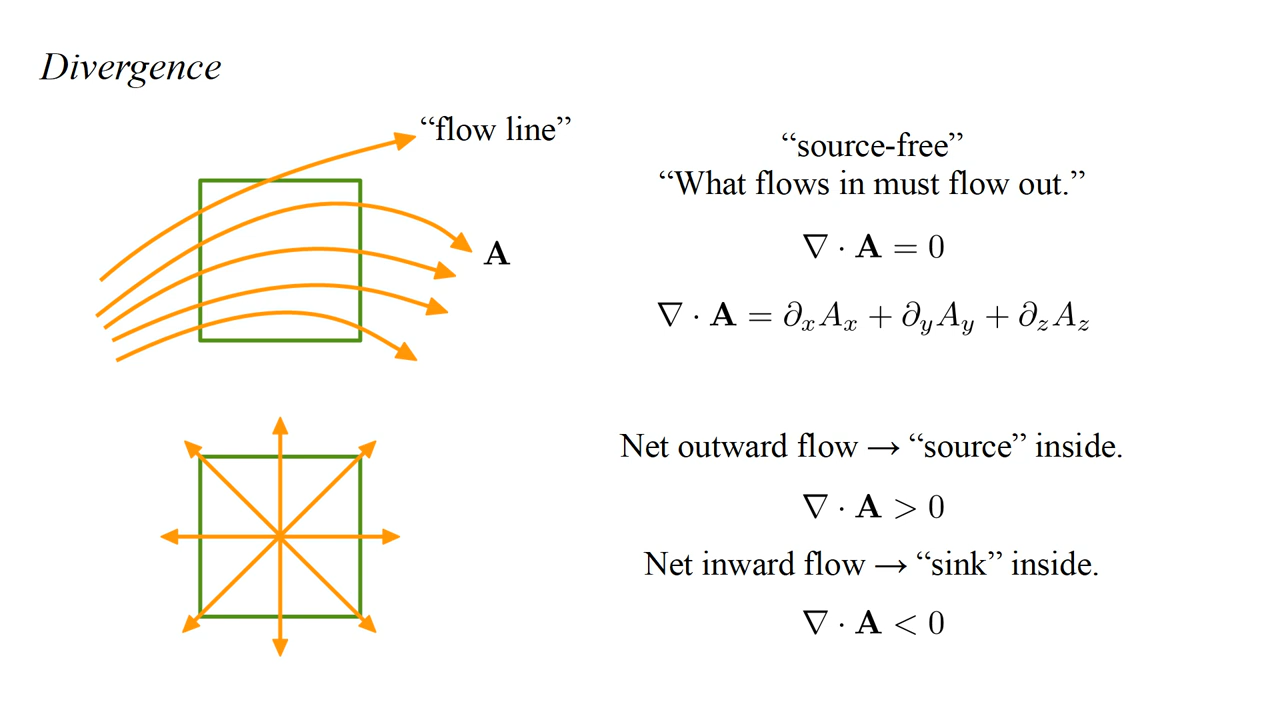 Divergence
“flow line”
A
“source-free”
“What flows in must flow out.”
∇ · A = 0
∇ · A = ∂ₓAₓ + ∂ᵧAᵧ + ∂_zA_z
Net outward flow → “source” inside.
∇ · A > 0
Net inward flow → “sink” inside.
∇ · A < 0